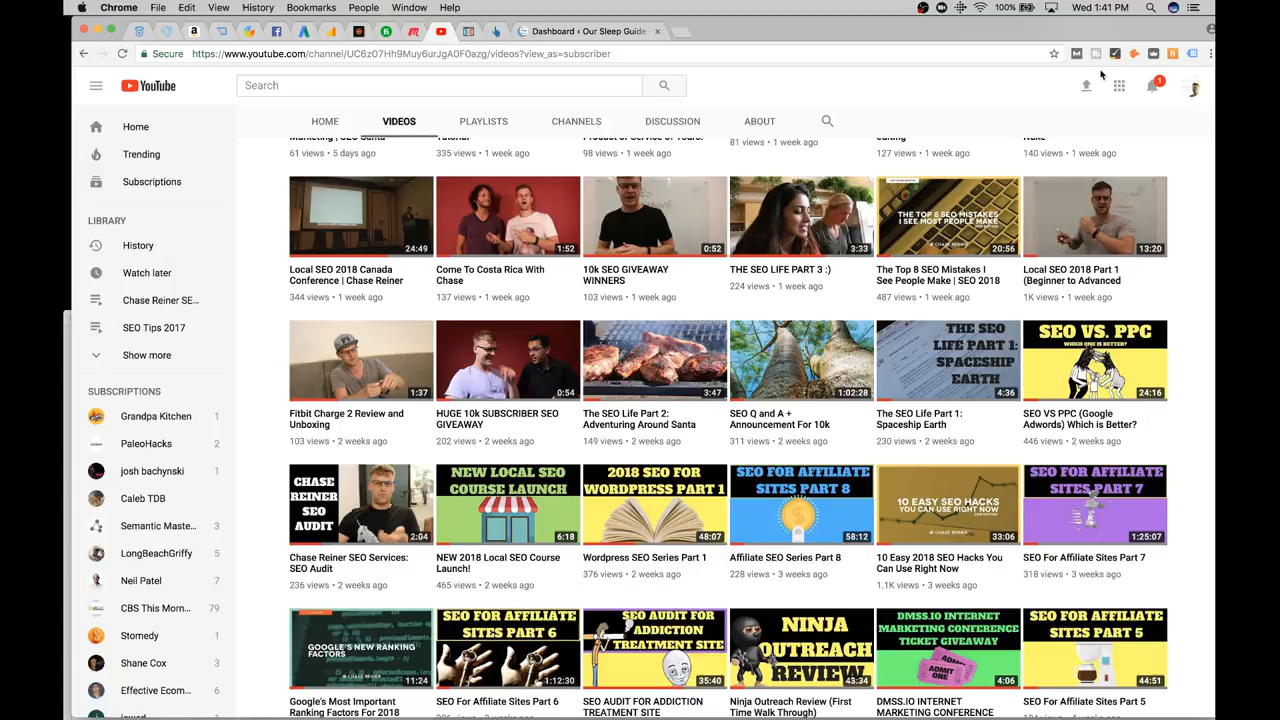 Chrome File Edit View History Bookmarks People Window Help 100% Wed 1:41 PM
Dashboard ‹ Our Sleep Guide ×
Secure https://www.youtube.com/channel/UC6z07Hh9Muy6urJgA0F0azg/videos?view_as=subscriber
YouTube Search 1
HOME VIDEOS PLAYLISTS CHANNELS DISCUSSION ABOUT
Home
Trending
Subscriptions
LIBRARY
History
Watch later
Chase Reiner SE...
SEO Tips 2017
Show more
SUBSCRIPTIONS
Grandpa Kitchen 1
PaleoHacks 2
josh bachynski 1
Caleb TDB
Semantic Maste... 3
LongBeachGriffy 5
Neil Patel 7
CBS This Morn... 79
Stomedy
Shane Cox 3
Effective Ecom... 6
61 views • 5 days ago
335 views • 1 week ago
98 views • 1 week ago
81 views • 1 week ago
127 views • 1 week ago
140 views • 1 week ago
24:49
Local SEO 2018 Canada
Conference | Chase Reiner
344 views • 1 week ago
1:52
Come To Costa Rica With
Chase
137 views • 1 week ago
0:52
10k SEO GIVEAWAY
WINNERS
103 views • 1 week ago
3:33
THE SEO LIFE PART 3 :)
224 views • 1 week ago
THE TOP 8 SEO MISTAKES
I SEE MOST PEOPLE MAKE
CHASE REINER
20:56
The Top 8 SEO Mistakes I
See People Make | SEO 2018
487 views • 1 week ago
13:20
Local SEO 2018 Part 1
(Beginner to Advanced
1K views • 1 week ago
1:37
Fitbit Charge 2 Review and
Unboxing
103 views • 2 weeks ago
0:54
HUGE 10k SUBSCRIBER SEO
GIVEAWAY
202 views • 2 weeks ago
3:47
The SEO Life Part 2:
Adventuring Around Santa
149 views • 2 weeks ago
1:02:28
SEO Q and A +
Announcement For 10k
311 views • 2 weeks ago
THE SEO
LIFE PART 1:
SPACESHIP
EARTH
4:36
The SEO Life Part 1:
Spaceship Earth
230 views • 2 weeks ago
SEO VS. PPC
WHICH ONE IS BETTER?
24:16
SEO VS PPC (Google
Adwords) Which is Better?
446 views • 2 weeks ago
CHASE
REINER
SEO
AUDIT
2:04
Chase Reiner SEO Services:
SEO Audit
236 views • 2 weeks ago
NEW LOCAL SEO
COURSE LAUNCH
6:18
NEW 2018 Local SEO Course
Launch!
465 views • 2 weeks ago
2018 SEO FOR
WORDPRESS PART 1
48:07
Wordpress SEO Series Part 1
376 views • 2 weeks ago
SEO FOR AFFILIATE
SITES PART 8
58:12
Affiliate SEO Series Part 8
228 views • 3 weeks ago
10 EASY SEO HACKS
YOU CAN USE RIGHT NOW
CHASE REINER
33:06
10 Easy 2018 SEO Hacks You
Can Use Right Now
1.1K views • 3 weeks ago
SEO FOR AFFILIATE
SITES PART 7
1:25:07
SEO For Affiliate Sites Part 7
318 views • 3 weeks ago
GOOGLE'S NEW RANKING
FACTORS
CHASE REINER
11:24
Google's Most Important
Ranking Factors For 2018
SEO FOR AFFILIATE
SITES PART 6
1:12:30
SEO For Affiliate Sites Part 6
SEO AUDIT FOR
ADDICTION
TREATMENT SITE
35:40
SEO AUDIT FOR ADDICTION
TREATMENT SITE
NINJA
OUTREACH
REVIEW
43:34
Ninja Outreach Review (First
Time Walk Through)
DMSS.IO INTERNET
MARKETING CONFERENCE
TICKET GIVEAWAY
ADMIT
ONE
4:06
DMSS.IO INTERNET
MARKETING CONFERENCE
SEO FOR AFFILIATE
SITES PART 5
44:51
SEO For Affiliate Sites Part 5